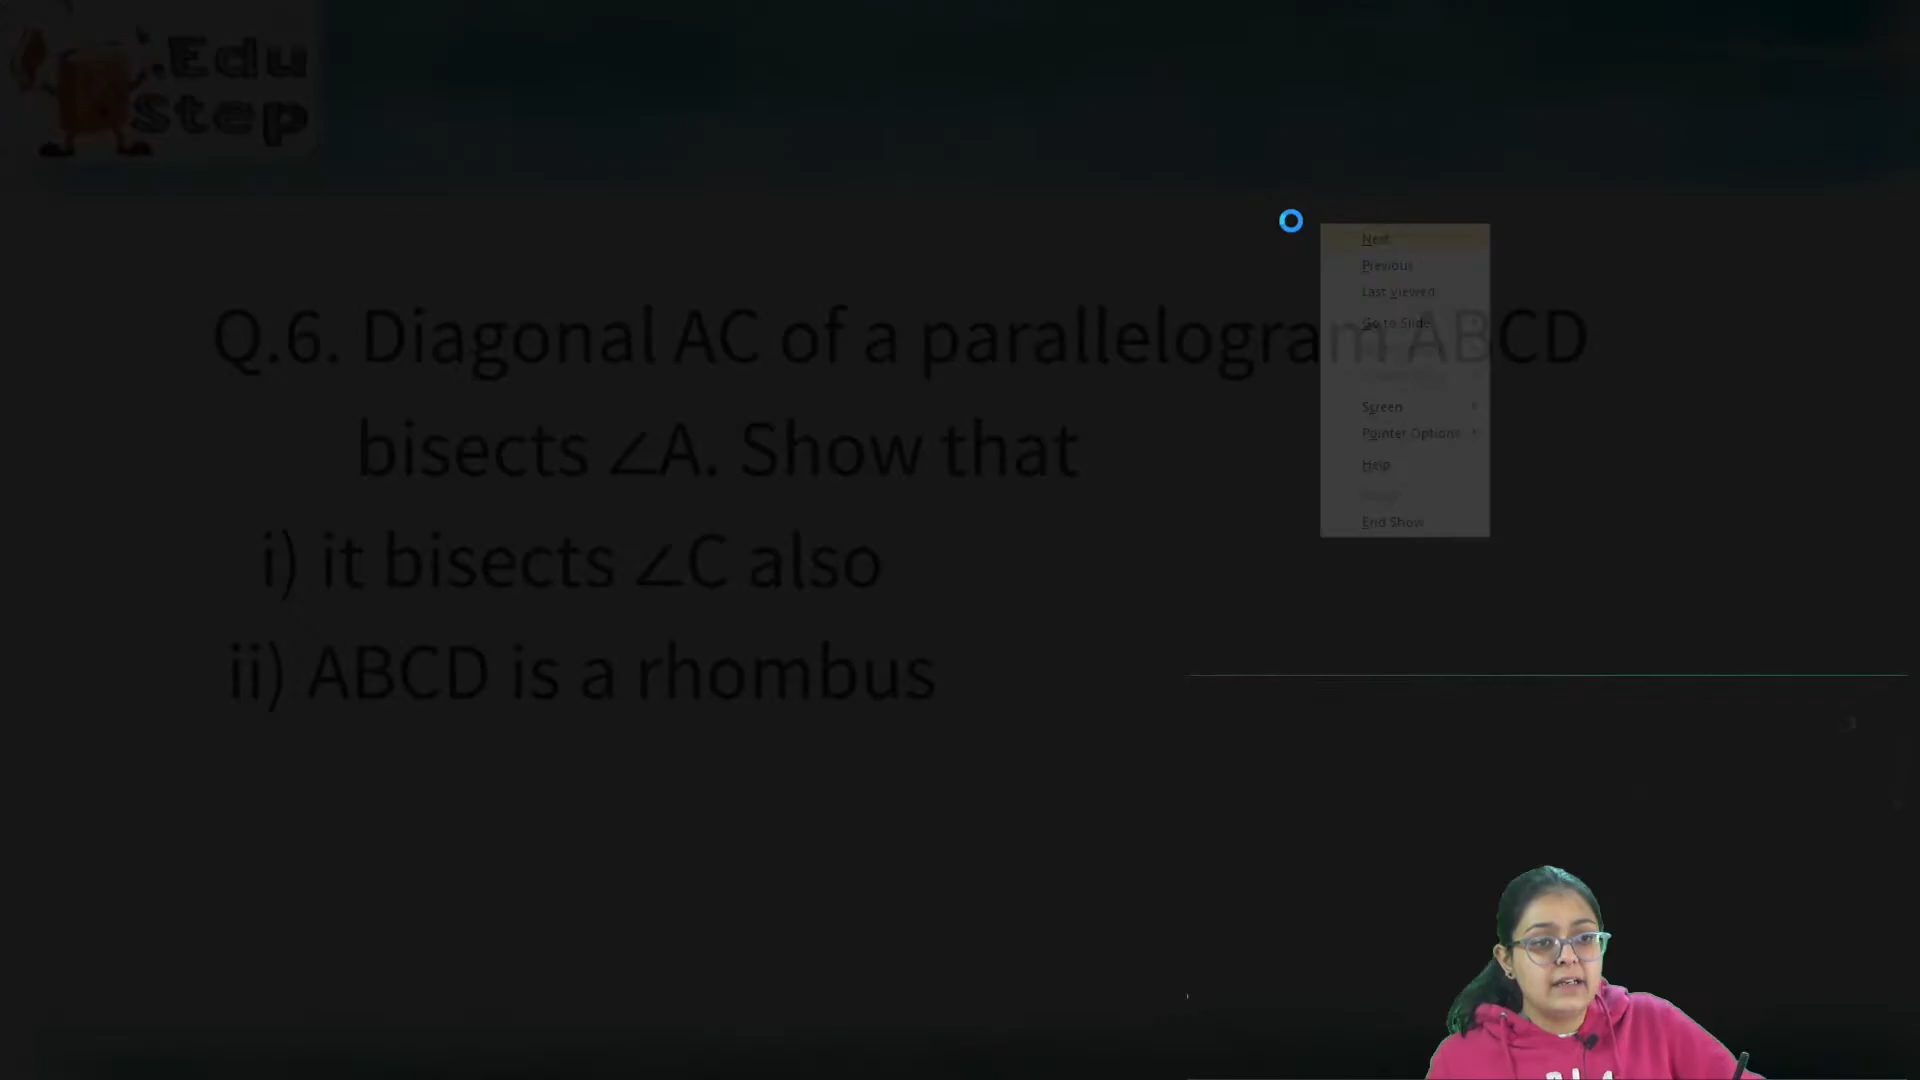 .Edu
Step
Next
Previous
Last Viewed
Go to Slide
Q.6. Diagonal AC of a parallelogram ABCD
Screen
Pointer Options
bisects ∠A. Show that
Help
End Show
i) it bisects ∠C also
ii) ABCD is a rhombus